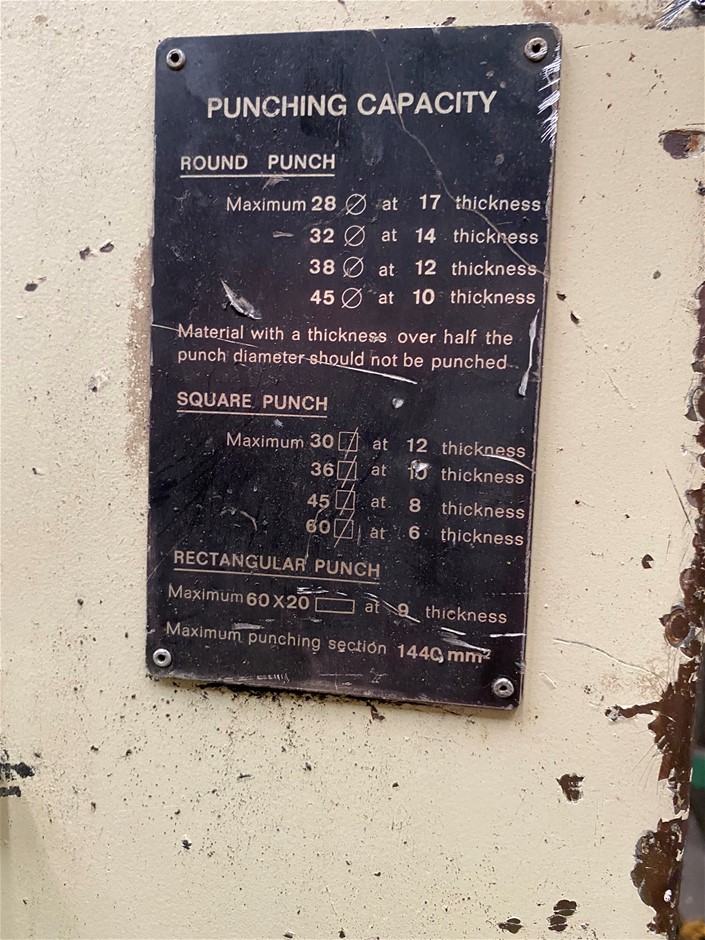 PUNCHING CAPACITY
ROUND PUNCH
Maximum 28 ∅ at 17 thickness
32 ∅ at 14 thickness
38 ∅ at 12 thickness
45 ∅ at 10 thickness
Material with a thickness over half the
punch diameter should not be punched
SQUARE PUNCH
Maximum 30 at 12 thickness
36 at 10 thickness
45 at 8 thickness
60 at 6 thickness
RECTANGULAR PUNCH
Maximum 60X20 at 9 thickness
Maximum punching section 1440 mm²